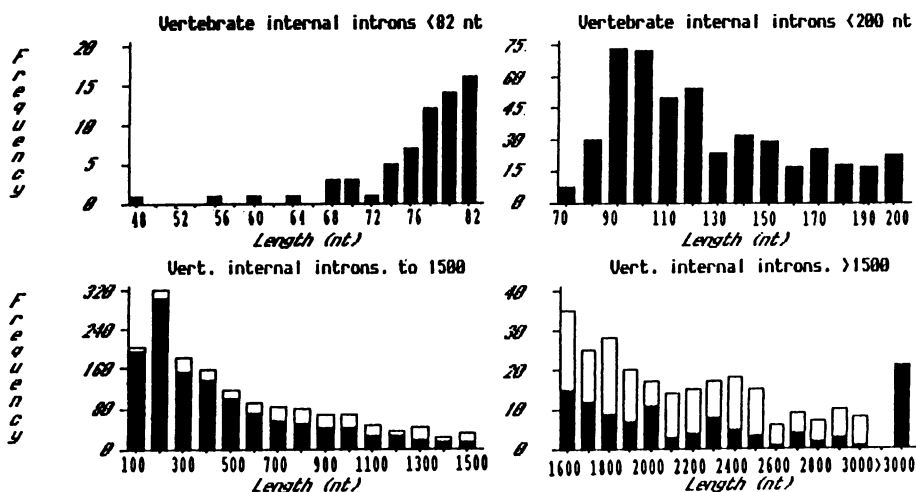 Vertebrate internal introns <82 nt
Frequency
20
15
10
5
0
48 52 56 60 64 68 72 76 82
Length (nt)
Vertebrate internal introns <200 nt
75
60
45
30
15
0
70 90 110 130 150 170 190 200
Length (nt)
Vert. internal introns. to 1500
Frequency
320
240
160
80
0
100 300 500 700 900 1100 1300 1500
Length (nt)
Vert. internal introns. >1500
40
30
20
10
0
1600 1800 2000 2200 2400 2600 2800 3000 >3000
Length (nt)